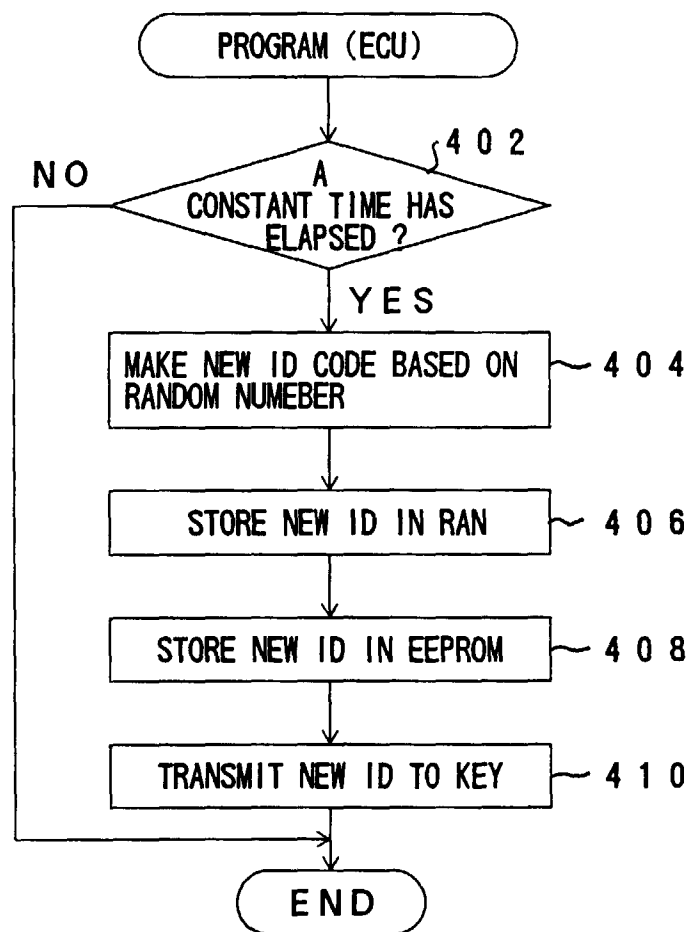 PROGRAM (ECU)
402
NO
A
CONSTANT TIME HAS
ELAPSED ?
YES
MAKE NEW ID CODE BASED ON
RANDOM NUMEBER
404
STORE NEW ID IN RAN
406
STORE NEW ID IN EEPROM
408
TRANSMIT NEW ID TO KEY
410
END